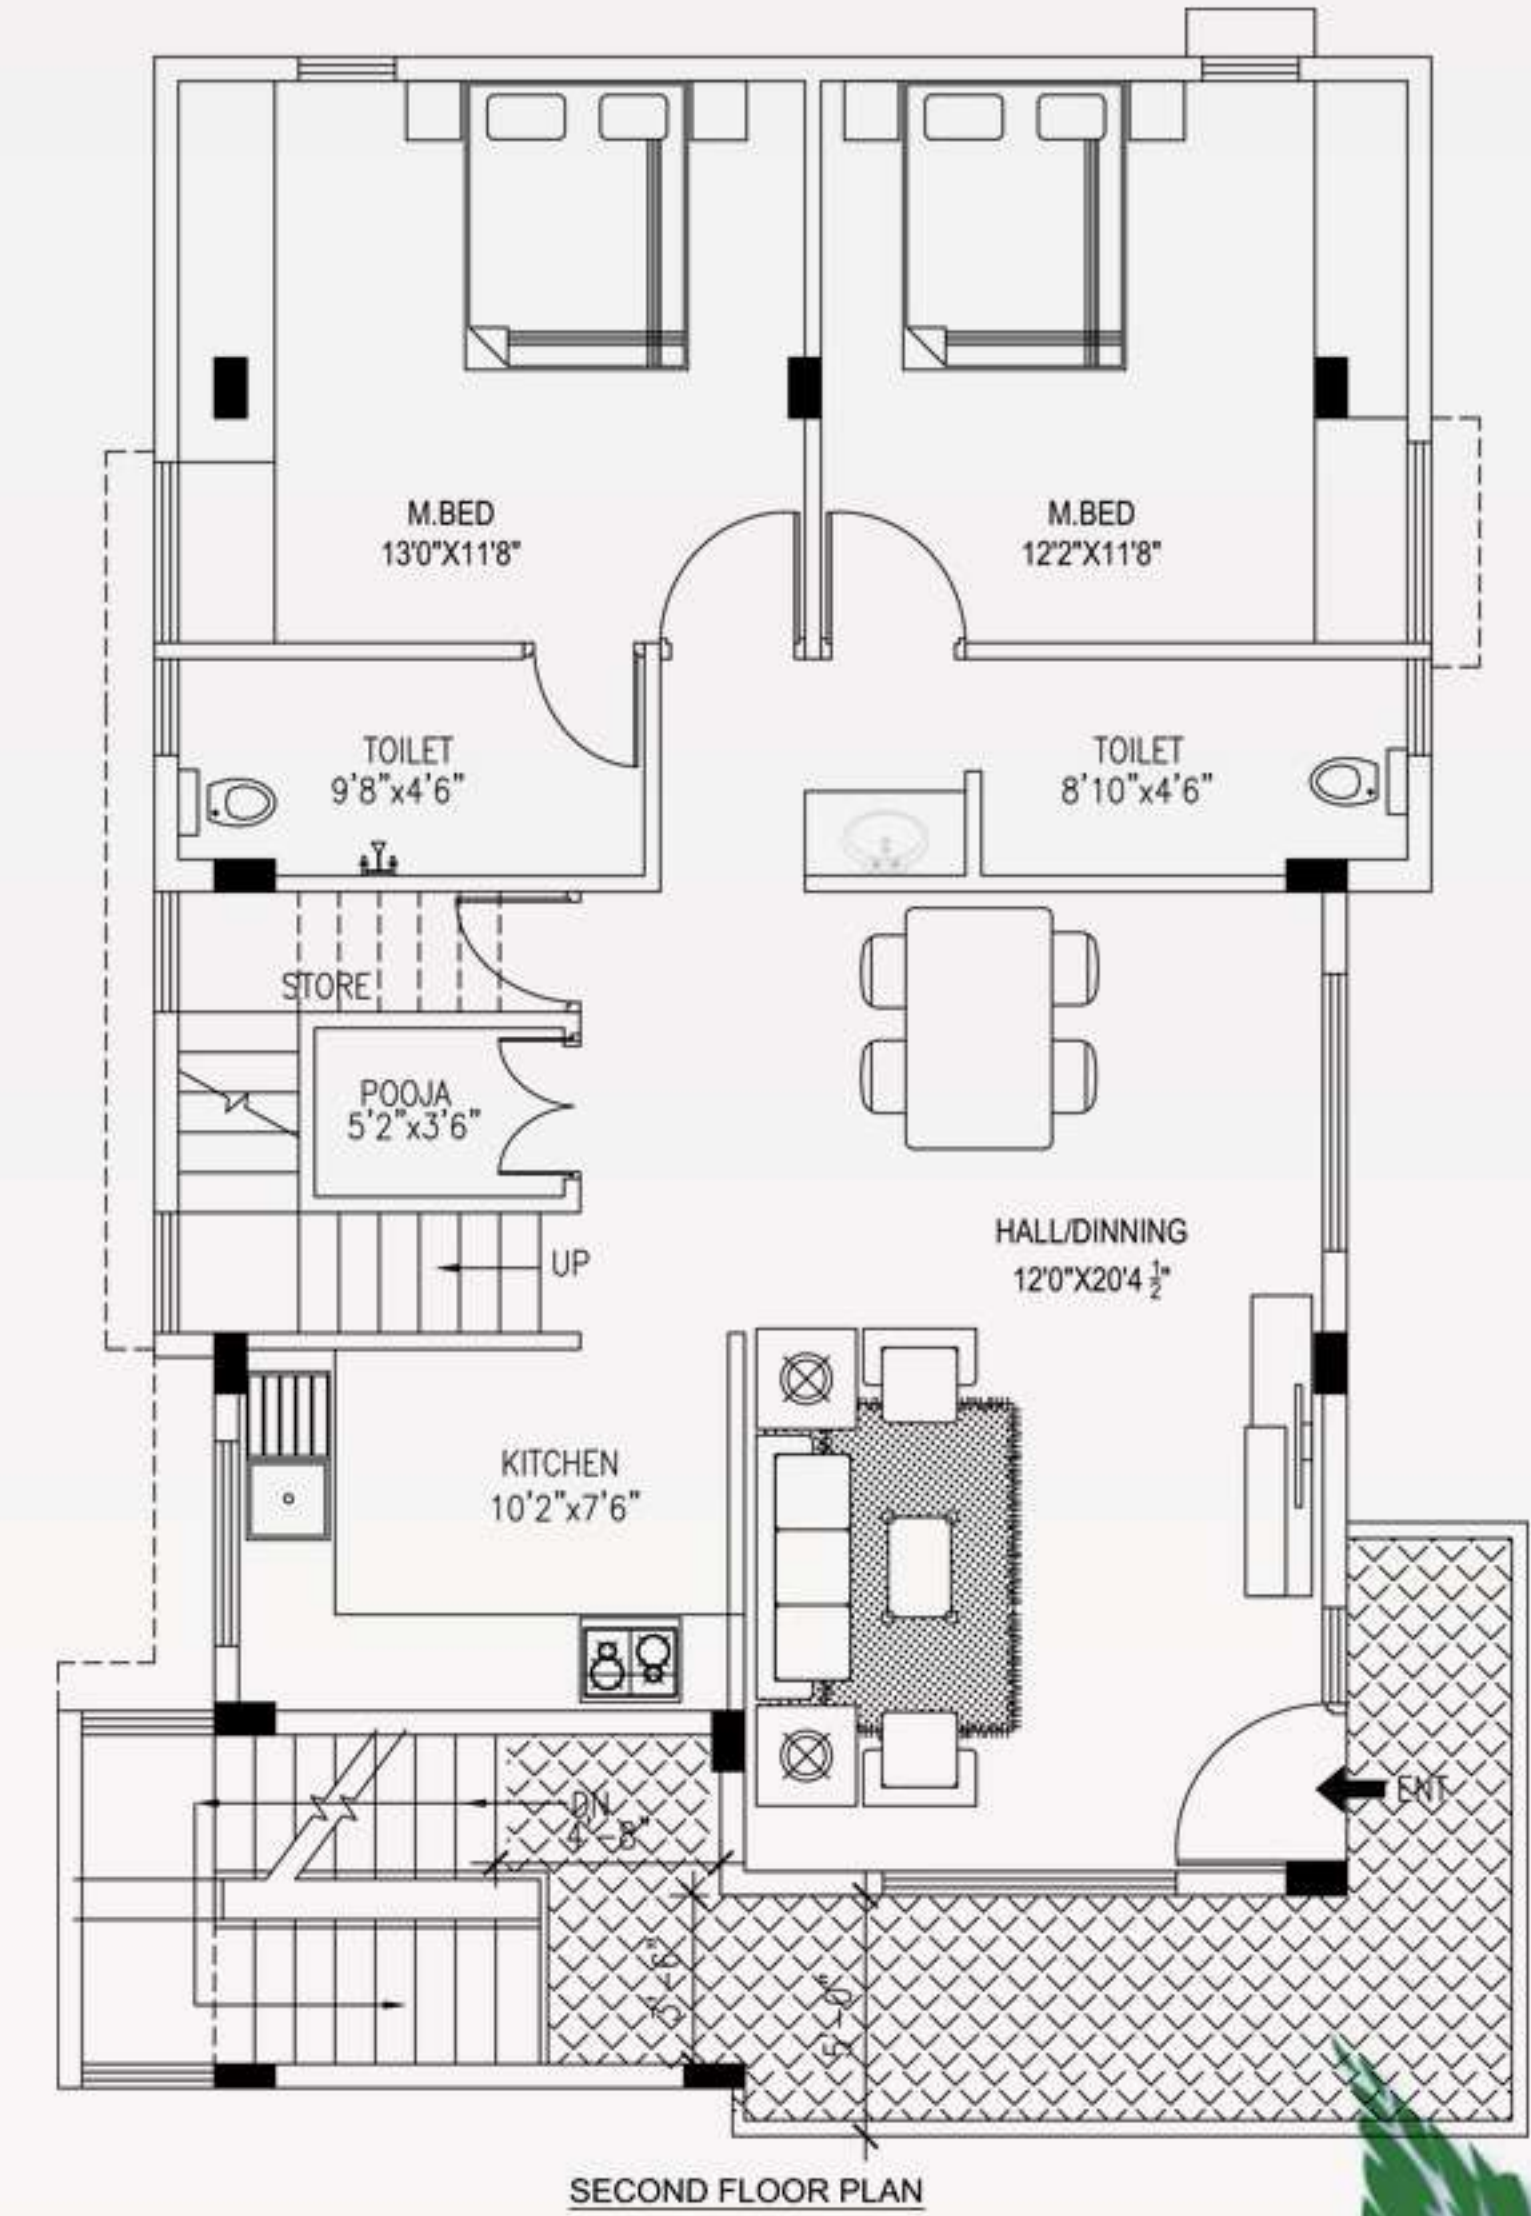 M.BED
13'0"X11'8"
M.BED
12'2"X11'8"
TOILET
9'8"x4'6"
TOILET
8'10"x4'6"
STORE
POOJA
5'2"x3'6"
UP
HALL/DINNING
12'0"X20'4 ½"
KITCHEN
10'2"x7'6"
DN
4'-8"
ENT
3'-6"
5'-0"
SECOND FLOOR PLAN